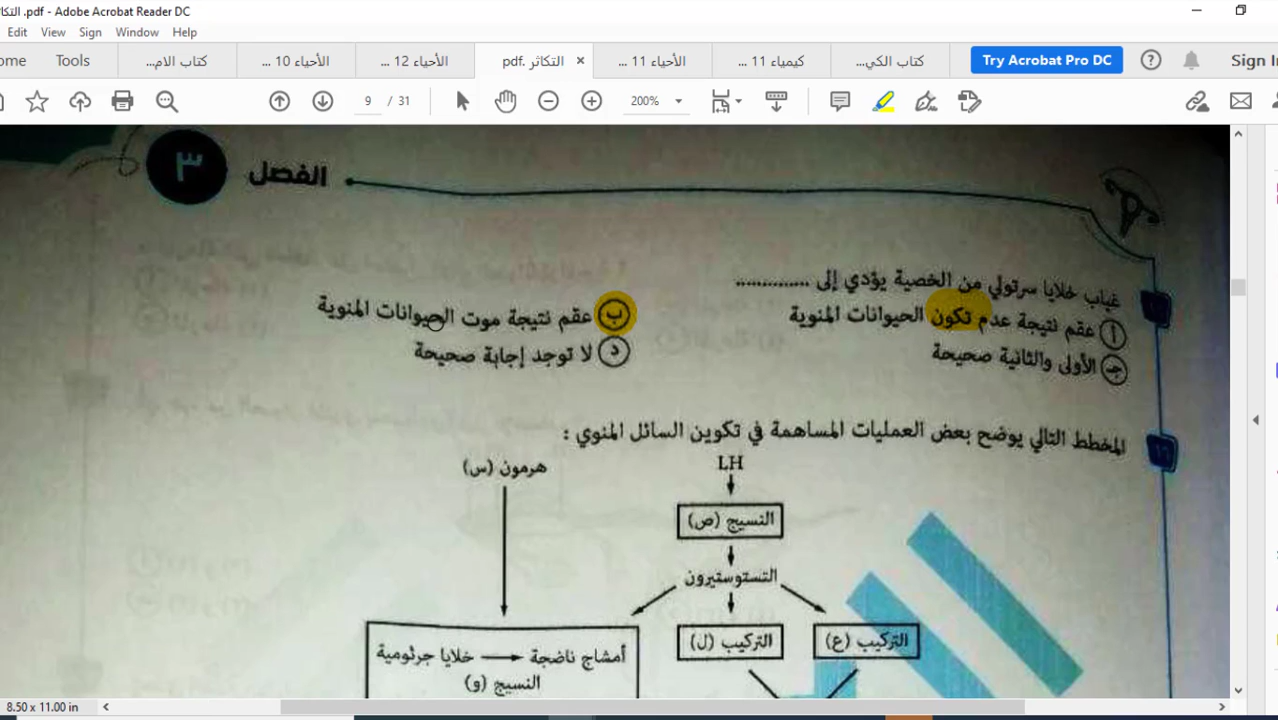 التكا .pdf - Adobe Acrobat Reader DC
Edit View Sign Window Help
ome Tools كتاب الام... الأحياء 10 الأحياء 12 ... التكاثر .pdf × الأحياء 11 ... كيمياء 11 ... كتاب الكي... Try Acrobat Pro DC Sign In
9 / 31 200%
الفصل ٣
غياب خلايا سرتولي من الخصية يؤدي إلى ..............
أ عقم نتيجة عدم تكون الحيوانات المنوية ب عقم نتيجة موت الحيوانات المنوية
جـ الأولى والثانية صحيحة د لا توجد إجابة صحيحة
المخطط التالي يوضح بعض العمليات المساهمة في تكوين السائل المنوي :
LH هرمون (س)
النسيج (ص)
التستوستيرون
التركيب (ع) التركيب (ل)
أمشاج ناضجة خلايا جرثومية
النسيج (و)
8.50 x 11.00 in